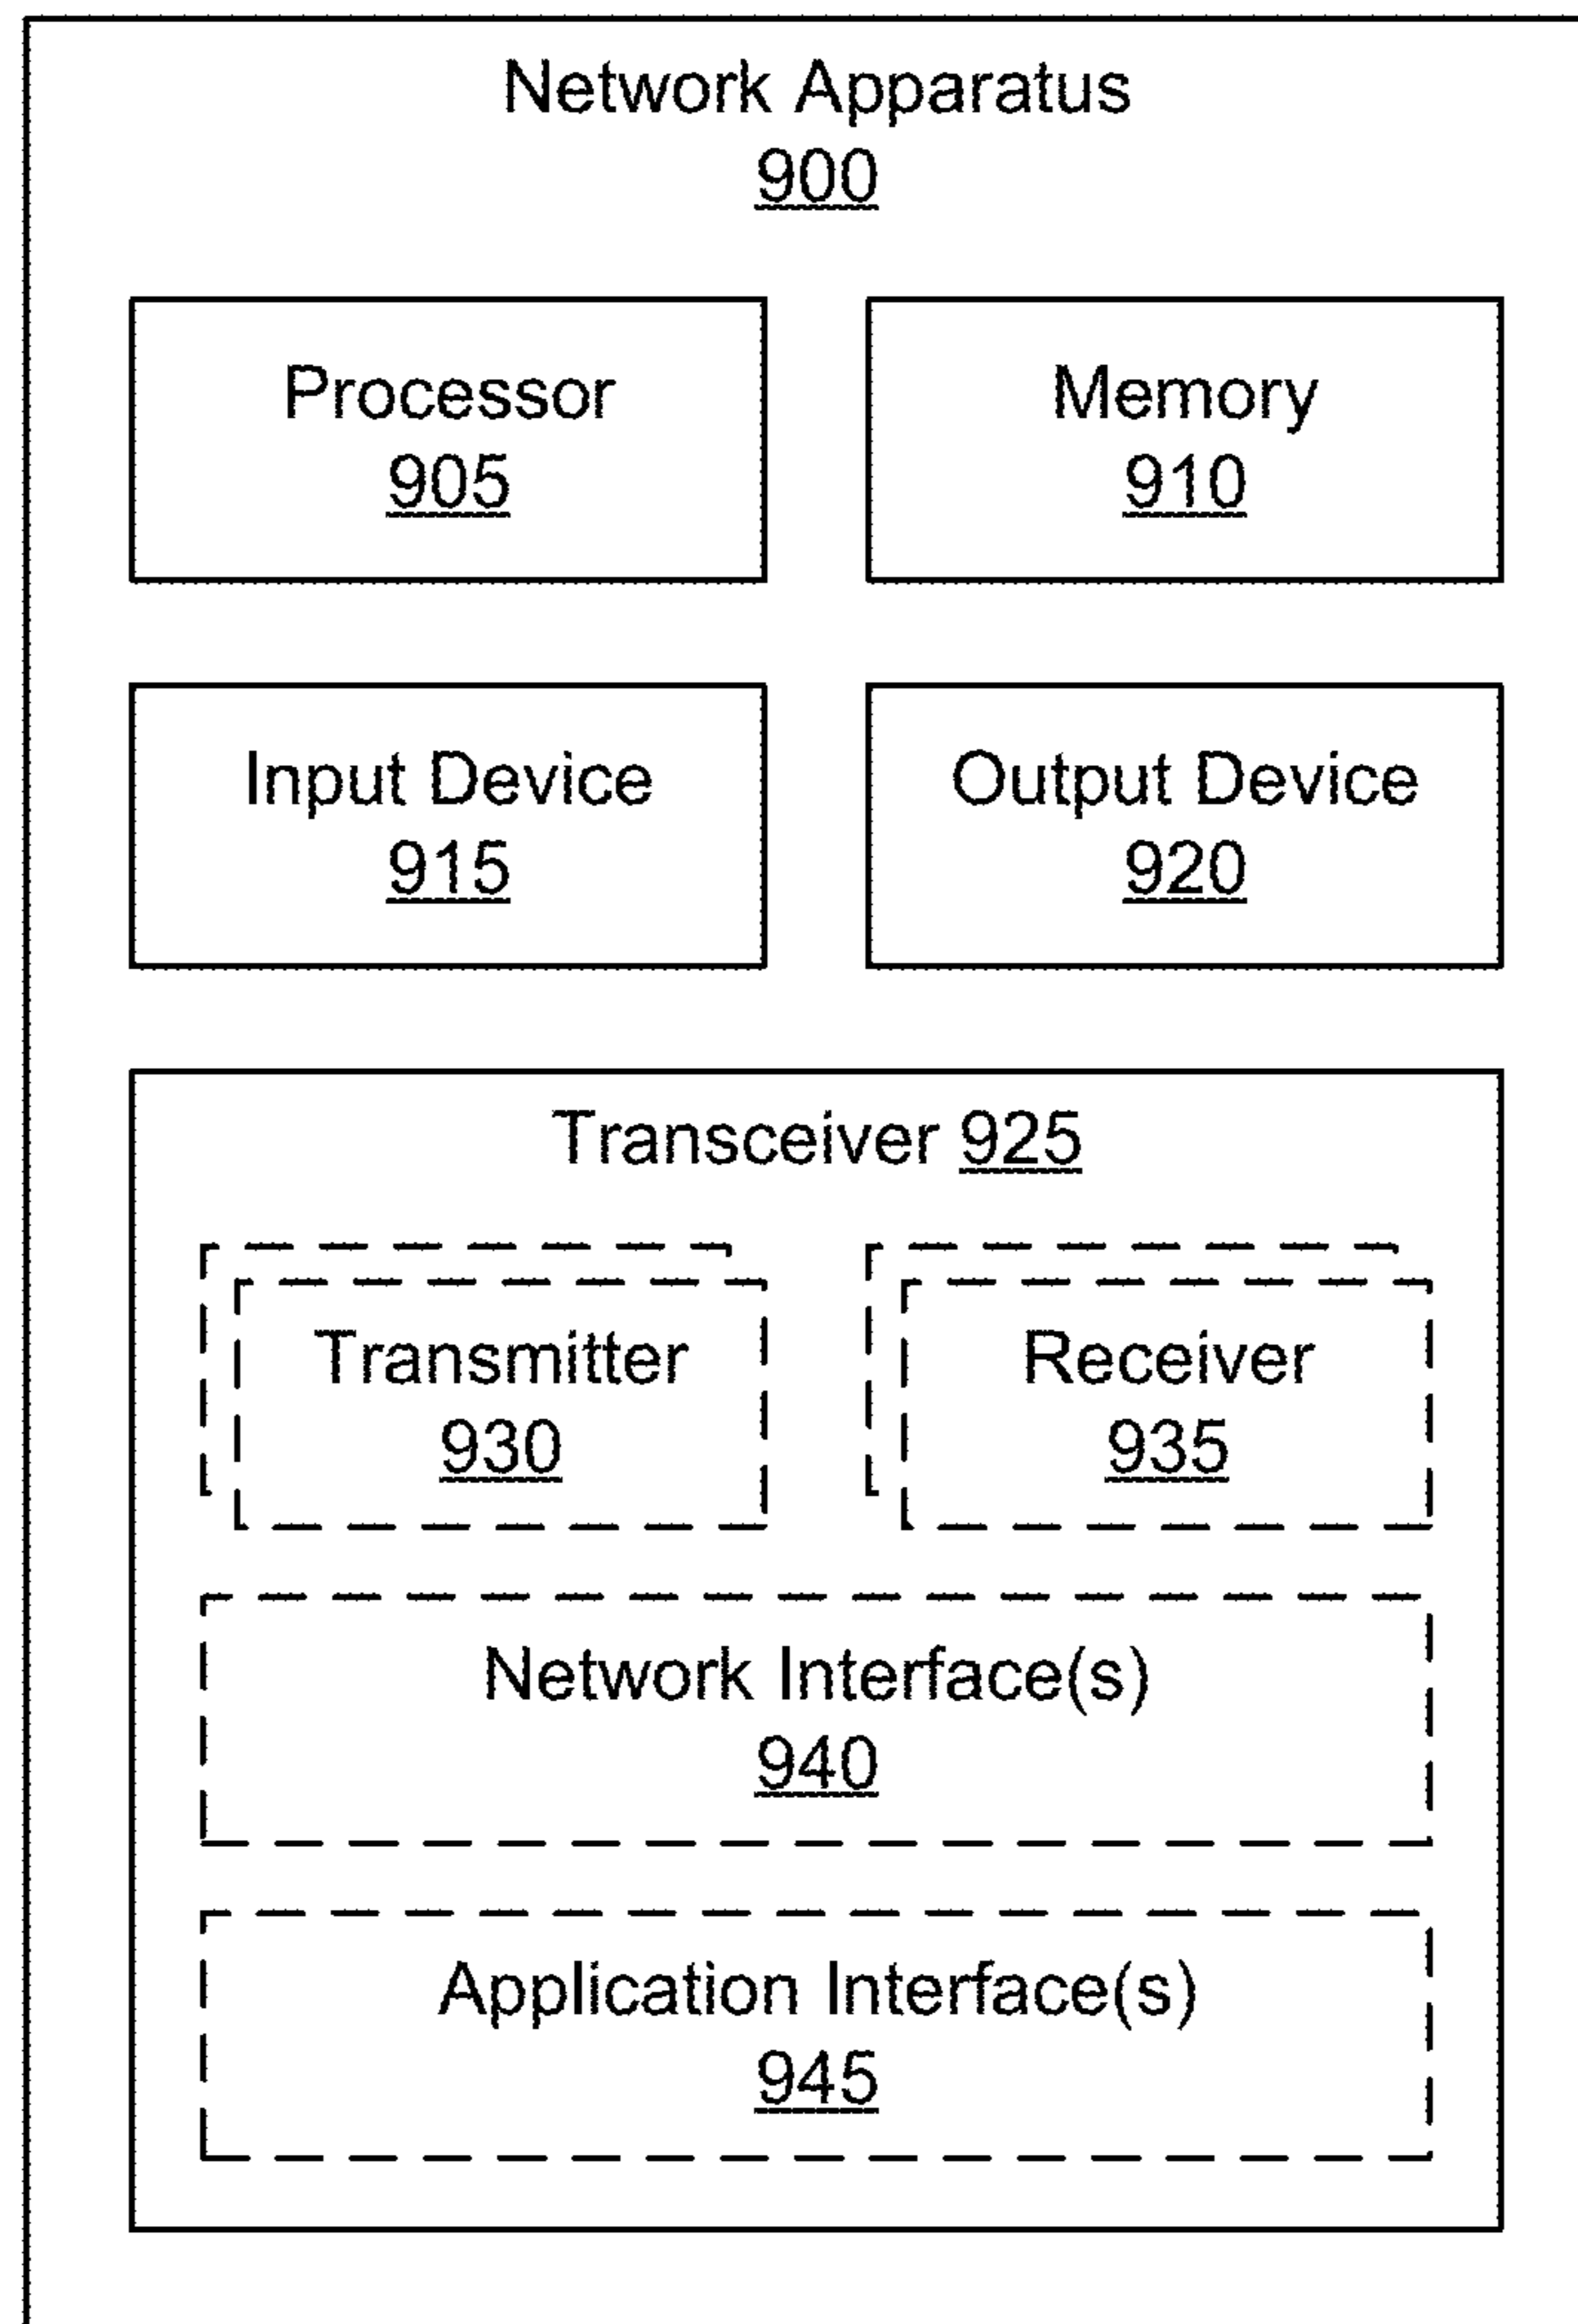 Network Apparatus
900
Processor
905
Memory
910
Input Device
915
Output Device
920
Transceiver 925
Transmitter
930
Receiver
935
Network Interface(s)
940
Application Interface(s)
945